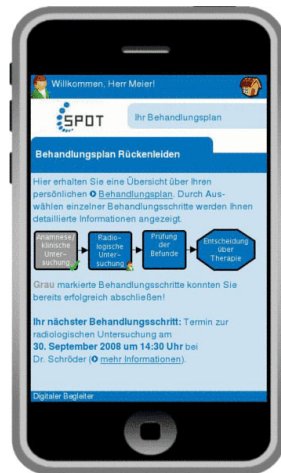 Willkommen, Herr Meier!
SPOT
Ihr Behandlungsplan
Behandlungsplan Rückenleiden
Hier erhalten Sie eine Übersicht über Ihren
persönlichen Behandlungsplan. Durch Aus-
wählen einzelner Behandlungsschritte werden Ihnen
detaillierte Informationen angezeigt.
Anamnese/
klinische
Unter-
suchung
Radio-
logische
Unter-
suchung
Prüfung
der
Befunde
Entscheidung
über
Therapie
Grau markierte Behandlungsschritte konnten Sie
bereits erfolgreich abschließen!
Ihr nächster Behandlungsschritt: Termin zur
radiologischen Untersuchung am
30. September 2008 um 14:30 Uhr bei
Dr. Schröder (mehr Informationen).
Digitaler Begleiter